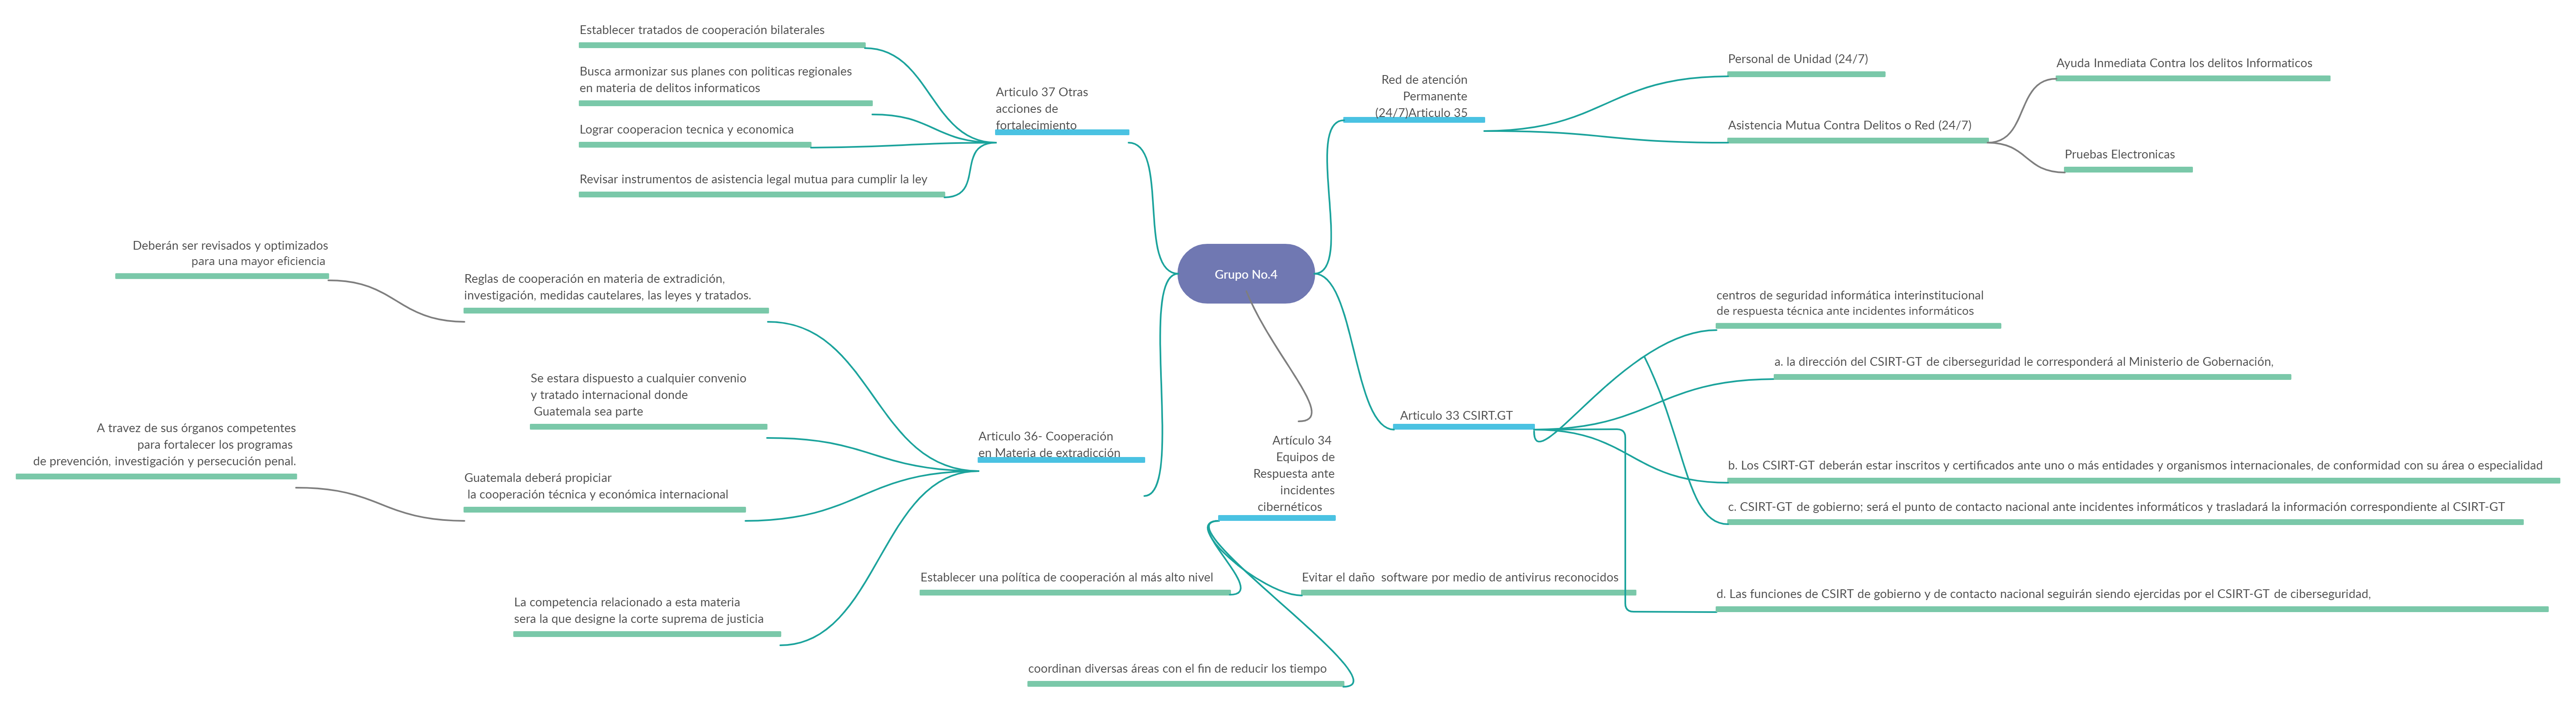 Establecer tratados de cooperación bilaterales
Busca armonizar sus planes con politicas regionales
en materia de delitos informaticos
Lograr cooperacion tecnica y economica
Revisar instrumentos de asistencia legal mutua para cumplir la ley
Articulo 37 Otras
acciones de
fortalecimiento
Red de atención
Permanente
(24/7)Articulo 35
Personal de Unidad (24/7)
Asistencia Mutua Contra Delitos o Red (24/7)
Ayuda Inmediata Contra los delitos Informaticos
Pruebas Electronicas
Grupo No.4
Deberán ser revisados y optimizados
para una mayor eficiencia
Reglas de cooperación en materia de extradición,
investigación, medidas cautelares, las leyes y tratados.
Se estara dispuesto a cualquier convenio
y tratado internacional donde
Guatemala sea parte
A travez de sus órganos competentes
para fortalecer los programas
de prevención, investigación y persecución penal.
Guatemala deberá propiciar
la cooperación técnica y económica internacional
La competencia relacionado a esta materia
sera la que designe la corte suprema de justicia
Articulo 36- Cooperación
en Materia de extradicción
Artículo 34
Equipos de
Respuesta ante
incidentes
cibernéticos
Establecer una política de cooperación al más alto nivel
Evitar el daño  software por medio de antivirus reconocidos
coordinan diversas áreas con el fin de reducir los tiempo
Articulo 33 CSIRT.GT
centros de seguridad informática interinstitucional
de respuesta técnica ante incidentes informáticos
a. la dirección del CSIRT-GT de ciberseguridad le corresponderá al Ministerio de Gobernación,
b. Los CSIRT-GT deberán estar inscritos y certificados ante uno o más entidades y organismos internacionales, de conformidad con su área o especialidad
c. CSIRT-GT de gobierno; será el punto de contacto nacional ante incidentes informáticos y trasladará la información correspondiente al CSIRT-GT
d. Las funciones de CSIRT de gobierno y de contacto nacional seguirán siendo ejercidas por el CSIRT-GT de ciberseguridad,